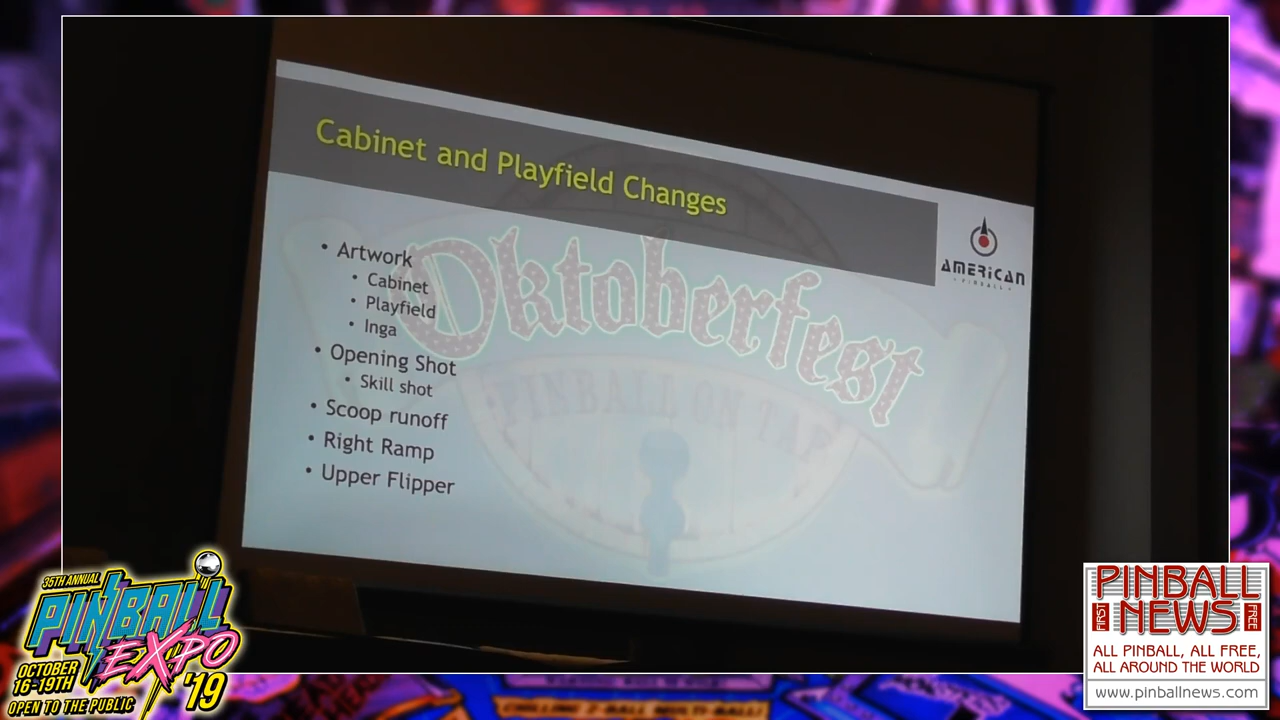 Cabinet and Playfield Changes
AMERICAN
PINBALL
• Artwork
• Cabinet
• Playfield
• Inga
• Opening Shot
• Skill shot
• Scoop runoff
• Right Ramp
• Upper Flipper
Oktoberfest
PINBALL ON TAP
35TH ANNUAL
PINBALL
EXPO
OCTOBER
16-19TH
'19
OPEN TO THE PUBLIC
PINBALL
FIRST
NEWS
FREE
ALL PINBALL, ALL FREE,
ALL AROUND THE WORLD
www.pinballnews.com